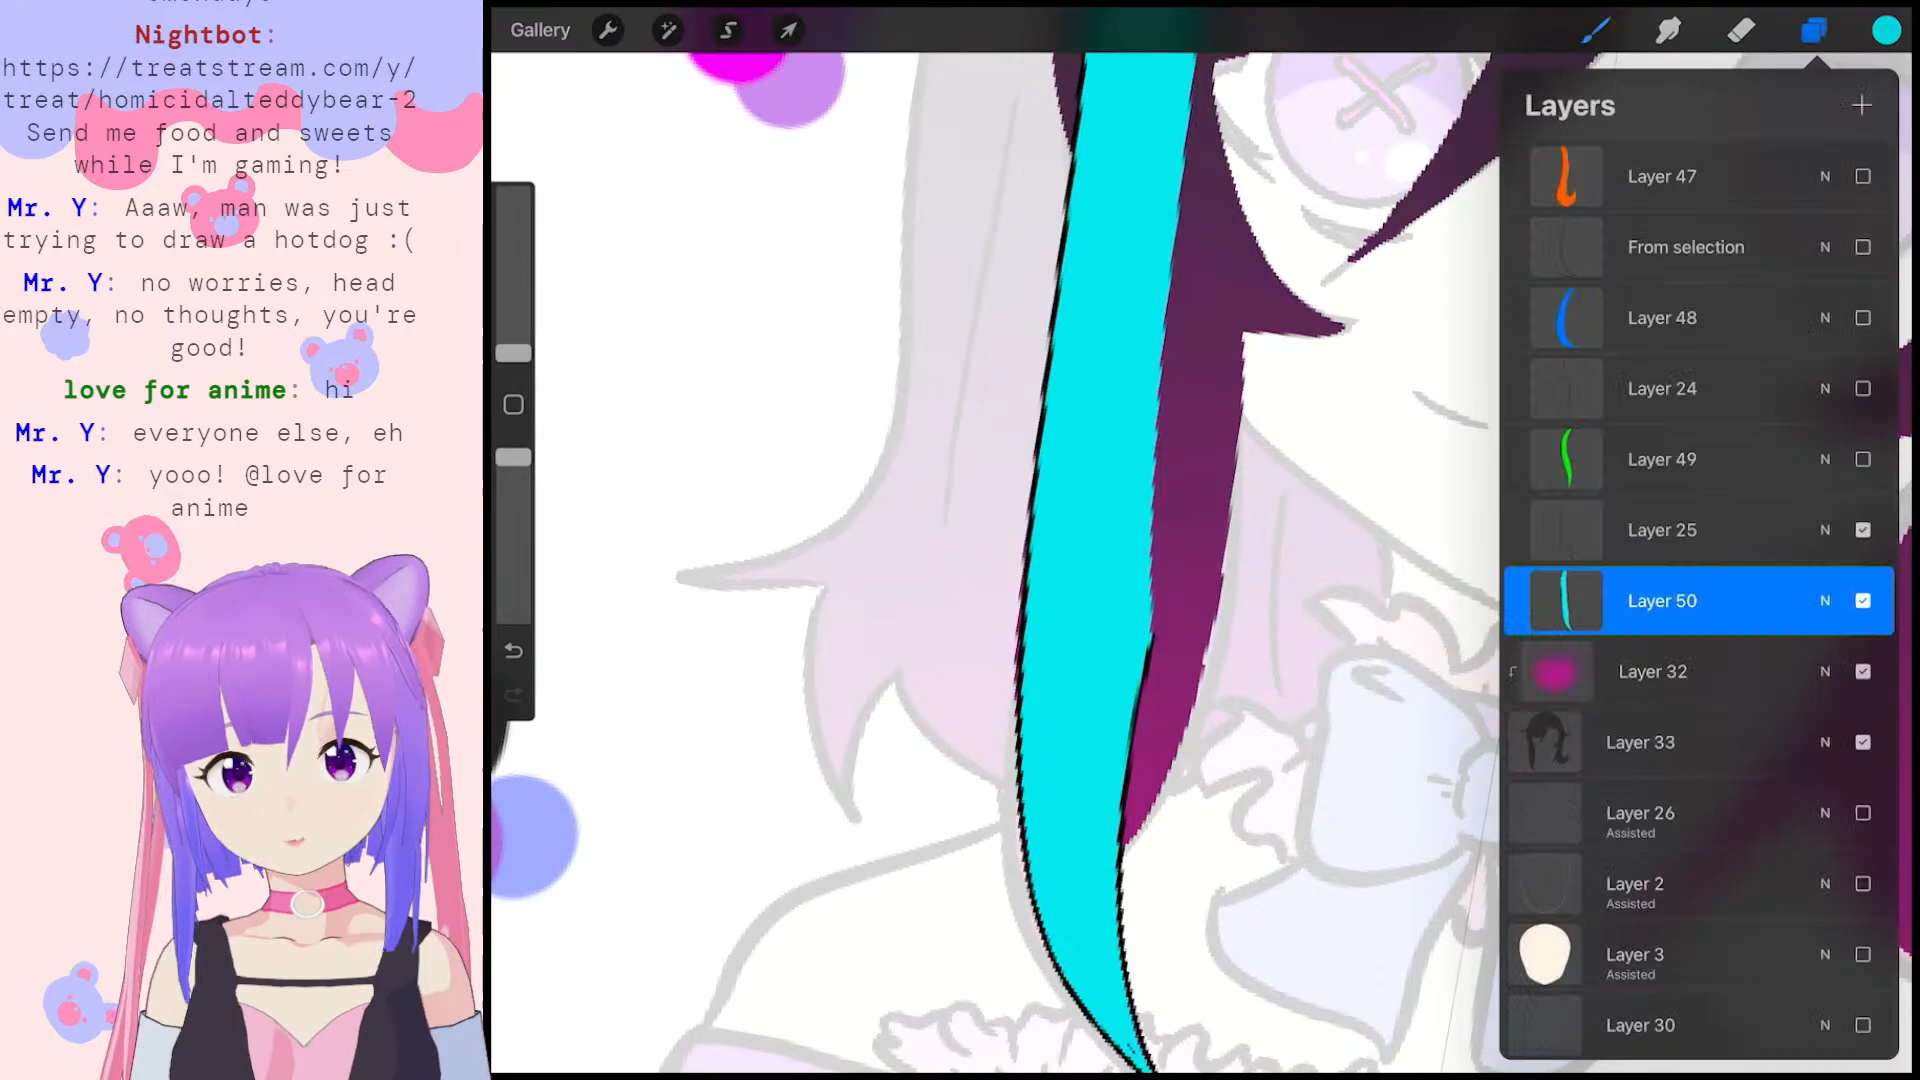 Nightbot:
https://treatstream.com/y/
treat/homicidalteddybear-2
Send me food and sweets
while I'm gaming!
Mr. Y: Aaaw, man was just
trying to draw a hotdog :(
Mr. Y: no worries, head
empty, no thoughts, you're
good!
love for anime: hi
Mr. Y: everyone else, eh
Mr. Y: yooo! @love for
anime
Gallery
Layers
Layer 47 N
From selection N
Layer 48 N
Layer 24 N
Layer 49 N
Layer 25 N
Layer 50 N
Layer 32 N
Layer 33 N
Layer 26 N
Assisted
Layer 2 N
Assisted
Layer 3 N
Assisted
Layer 30 N